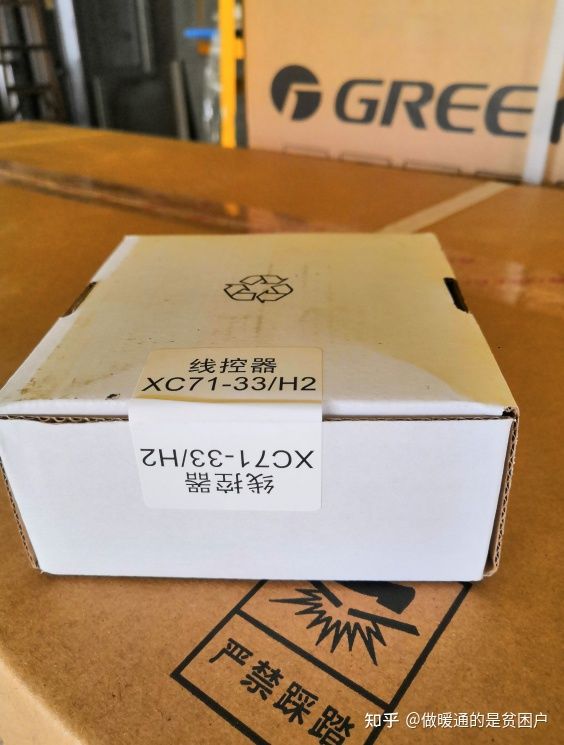 GREE
线控器
XC71-33/H2
XC71-33/H2
线控器
严禁踩踏
知乎 @做暖通的是贫困户